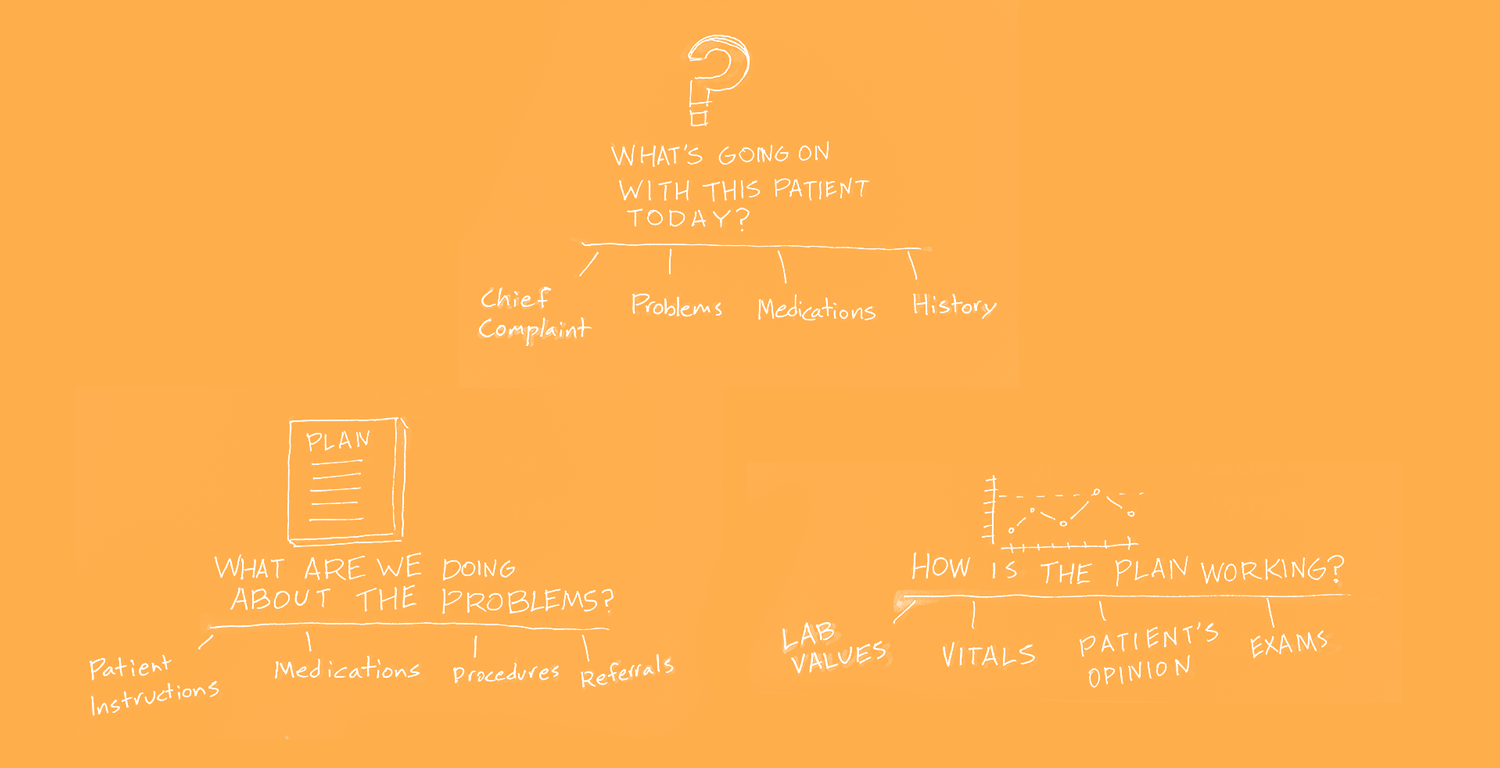 WHAT'S GOING ON
WITH THIS PATIENT
TODAY?
Chief
Complaint
Problems
Medications
History
PLAN
WHAT ARE WE DOING
ABOUT THE PROBLEMS?
Patient
Instructions
Medications
Procedures
Referrals
HOW IS THE PLAN WORKING?
LAB
VALUES
VITALS
PATIENT'S
OPINION
EXAMS